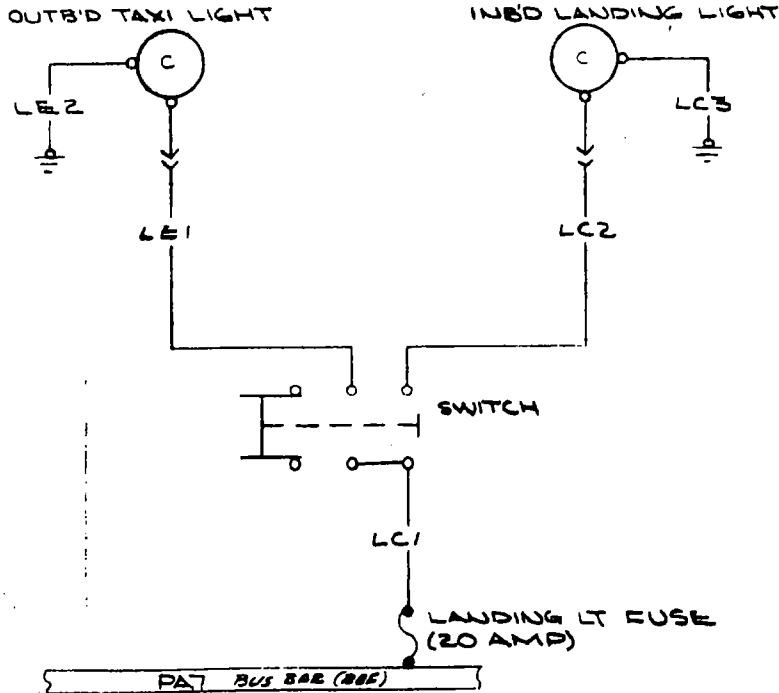 OUTB'D TAXI LIGHT
INB'D LANDING LIGHT
C
C
LE2
LC3
LE1
LC2
SWITCH
LC1
LANDING LT FUSE
(20 AMP)
PA7 BUS BAR (REF)